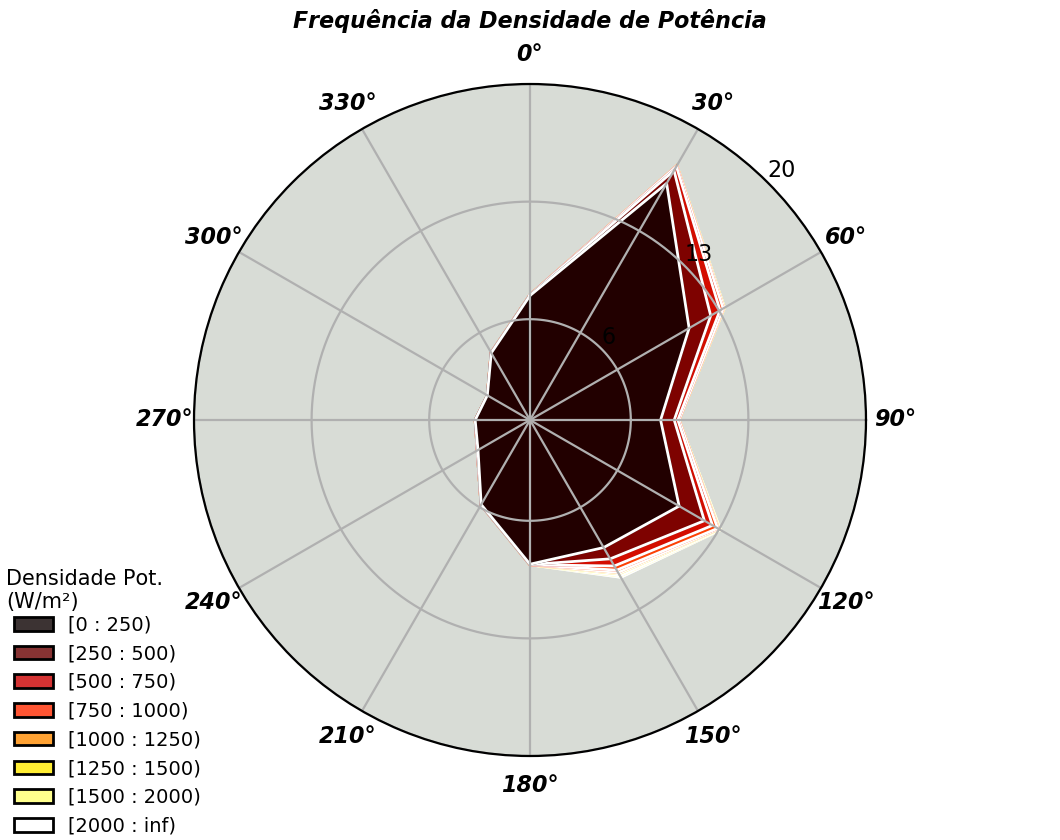 Frequência da Densidade de Potência
0°
330°
30°
20
300°
60°
13
6
270°
90°
240°
120°
210°
150°
180°
Densidade Pot.
(W/m²)
[0 : 250)
[250 : 500)
[500 : 750)
[750 : 1000)
[1000 : 1250)
[1250 : 1500)
[1500 : 2000)
[2000 : inf)